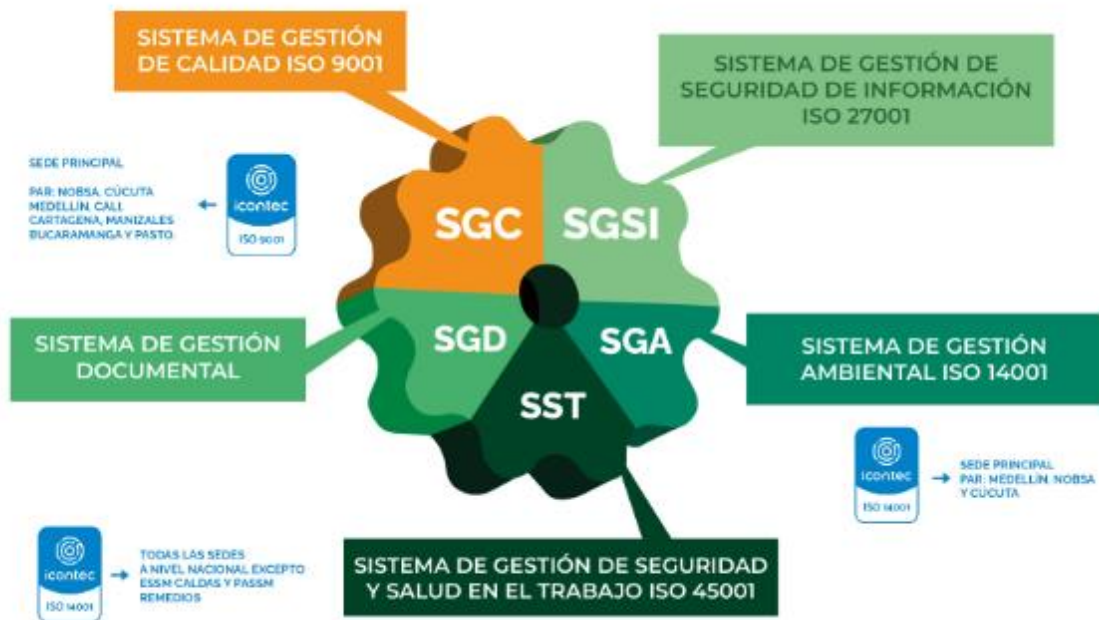 SISTEMA DE GESTIÓN
DE CALIDAD ISO 9001
SISTEMA DE GESTIÓN DE
SEGURIDAD DE INFORMACIÓN
ISO 27001
SEDE PRINCIPAL
PAR: NOBSA, CÚCUTA
MEDELLÍN, CALI,
CARTAGENA, MANIZALES
BUCARAMANGA Y PASTO
icontec
ISO 9001
SGC
SGSI
SGD
SGA
SST
SISTEMA DE GESTIÓN
DOCUMENTAL
SISTEMA DE GESTIÓN
AMBIENTAL ISO 14001
icontec
ISO 14001
SEDE PRINCIPAL
PAR: MEDELLÍN, NOBSA
Y CÚCUTA
icontec
ISO 14001
TODAS LAS SEDES
A NIVEL NACIONAL EXCEPTO
ESSM CALDAS Y PASSM
REMEDIOS
SISTEMA DE GESTIÓN DE SEGURIDAD
Y SALUD EN EL TRABAJO ISO 45001